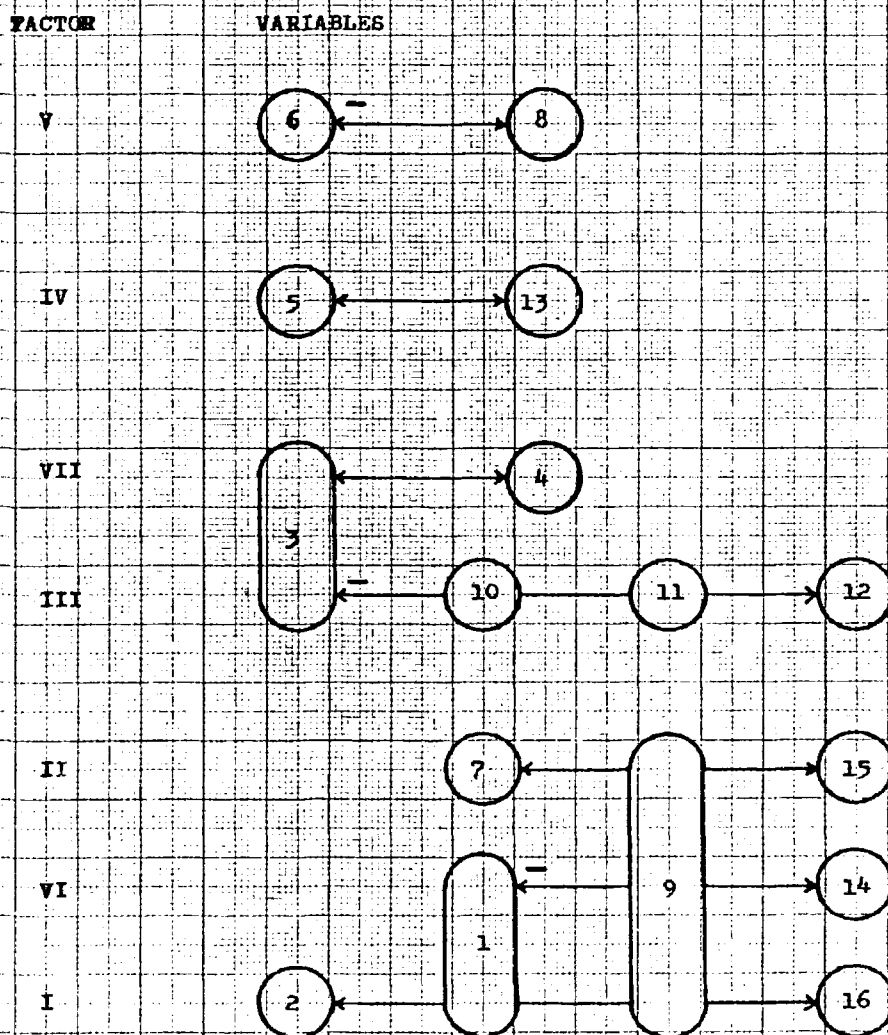 FACTOR VARIABLES
V 6 - 8
IV 5 13
VII 4
3
III - 10 11 12
II 7 15
VI - 9 14
1
I 2 16